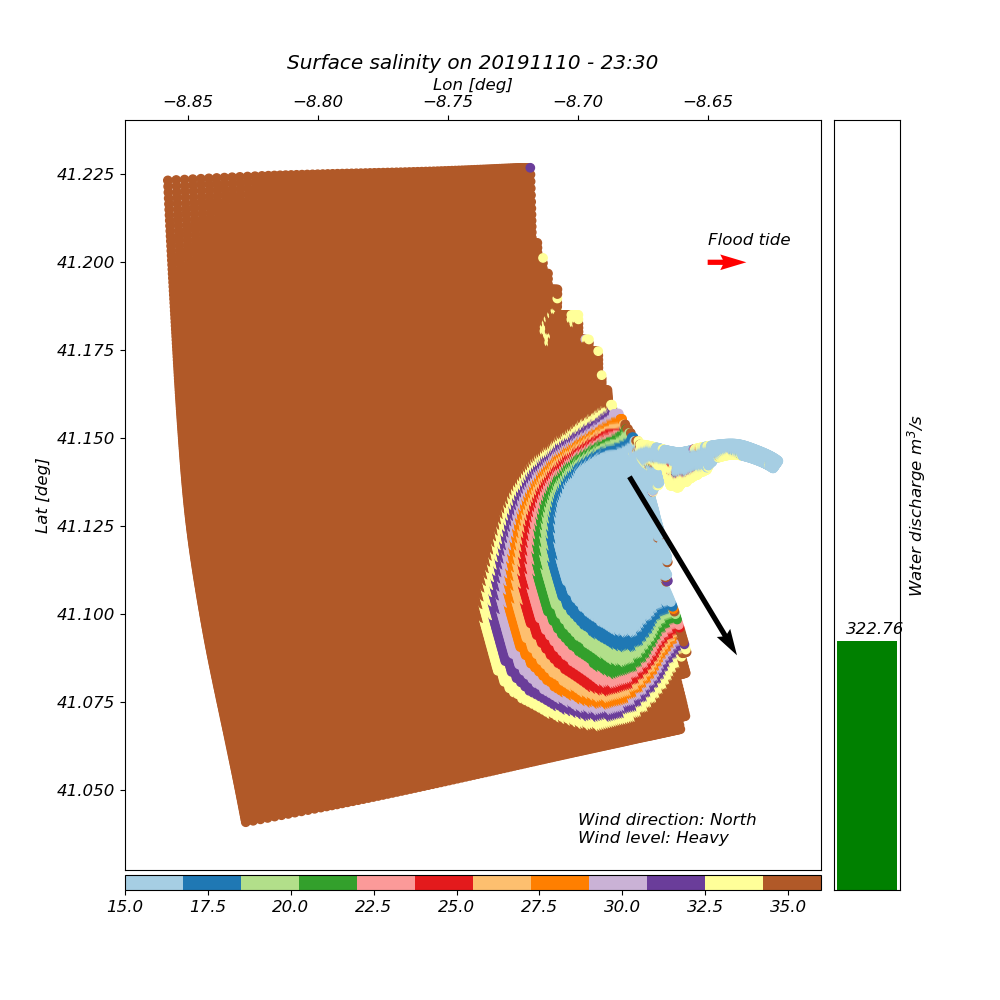 Surface salinity on 20191110 - 23:30
Lon [deg]
−8.85 −8.80 −8.75 −8.70 −8.65
41.225
41.200
41.175
41.150
41.125
41.100
41.075
41.050
Lat [deg]
Flood tide
Wind direction: North
Wind level: Heavy
322.76
Water discharge m³/s
15.0 17.5 20.0 22.5 25.0 27.5 30.0 32.5 35.0